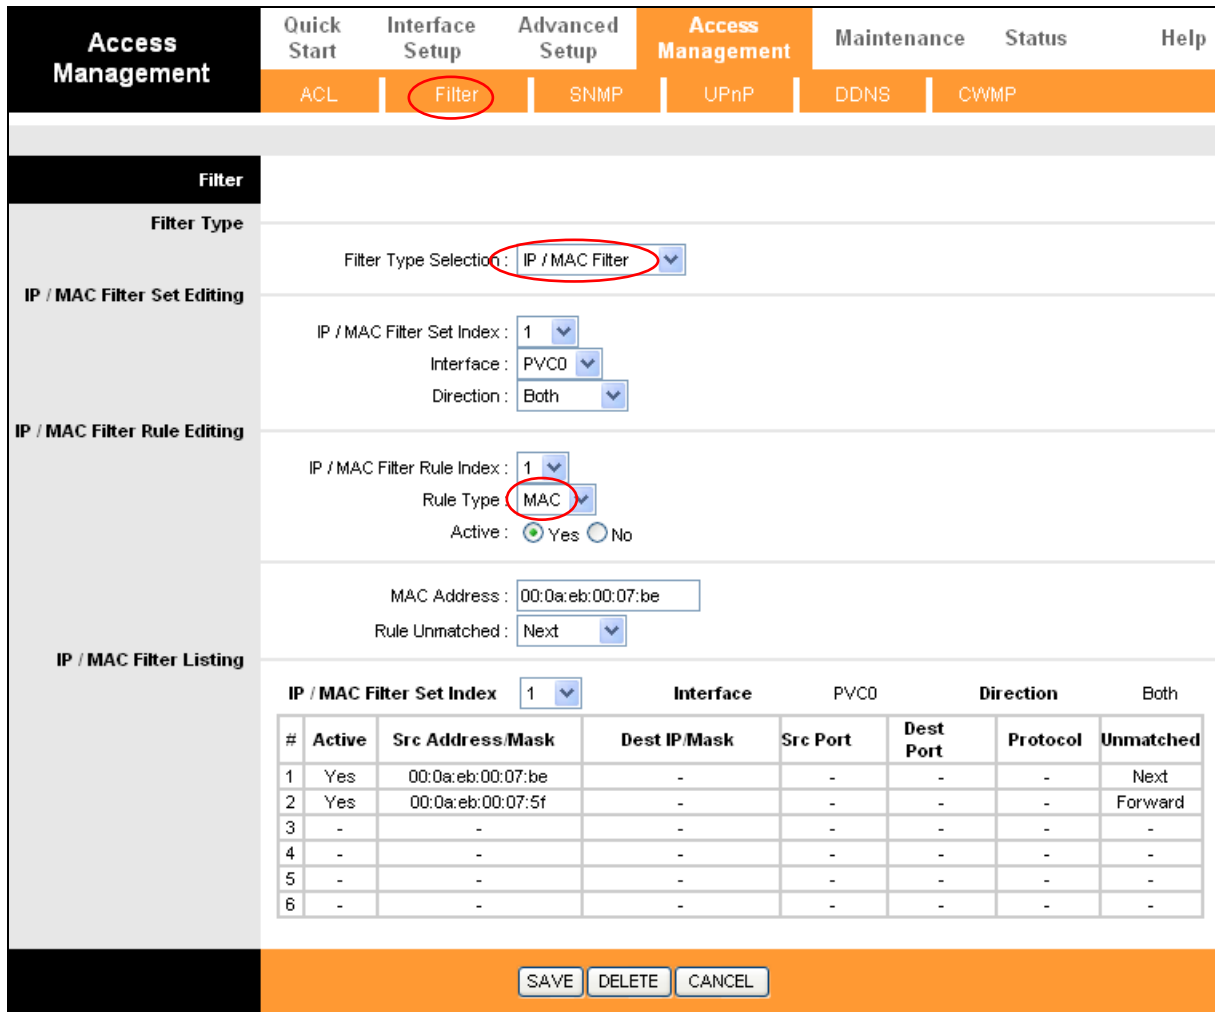 Access Management
Quick Start
Interface Setup
Advanced Setup
Access Management
Maintenance
Status
Help
ACL Filter SNMP UPnP DDNS CWMP
Filter
Filter Type
Filter Type Selection : IP / MAC Filter
IP / MAC Filter Set Editing
IP / MAC Filter Set Index : 1
Interface : PVC0
Direction : Both
IP / MAC Filter Rule Editing
IP / MAC Filter Rule Index : 1
Rule Type : MAC
Active : Yes No
MAC Address : 00:0a:eb:00:07:be
Rule Unmatched : Next
IP / MAC Filter Listing
IP / MAC Filter Set Index 1 Interface PVC0 Direction Both
# Active Src Address/Mask Dest IP/Mask Src Port Dest Port Protocol Unmatched
1 Yes 00:0a:eb:00:07:be - - - - Next
2 Yes 00:0a:eb:00:07:5f - - - - Forward
3 - - - - - - -
4 - - - - - - -
5 - - - - - - -
6 - - - - - - -
SAVE DELETE CANCEL